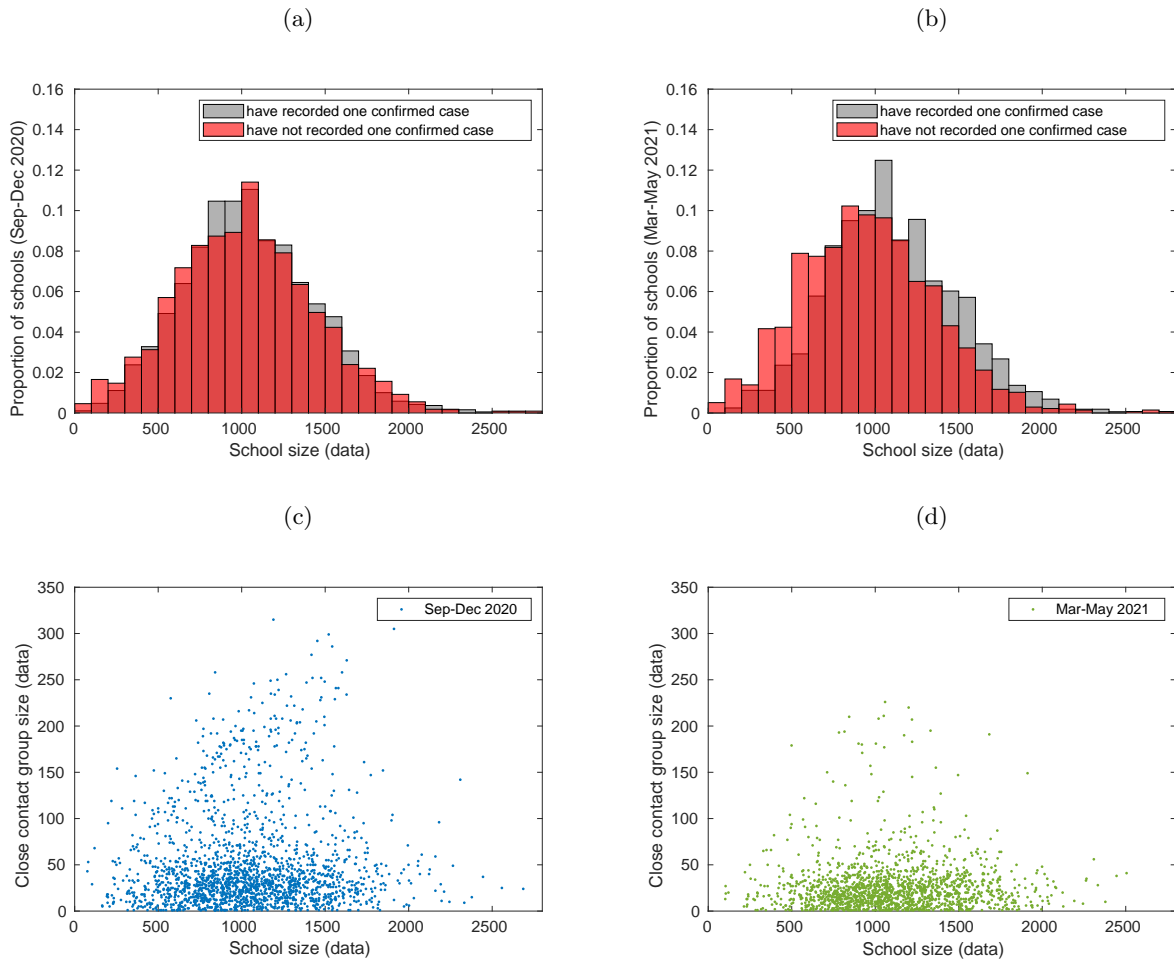 (a)
0.16
0.14
0.12
0.1
0.08
0.06
0.04
0.02
0
Proportion of schools (Sep-Dec 2020)
have recorded one confirmed case
have not recorded one confirmed case
0 500 1000 1500 2000 2500
School size (data)
(b)
0.16
0.14
0.12
0.1
0.08
0.06
0.04
0.02
0
Proportion of schools (Mar-May 2021)
have recorded one confirmed case
have not recorded one confirmed case
0 500 1000 1500 2000 2500
School size (data)
(c)
350
300
250
200
150
100
50
0
Close contact group size (data)
Sep-Dec 2020
0 500 1000 1500 2000 2500
School size (data)
(d)
350
300
250
200
150
100
50
0
Close contact group size (data)
Mar-May 2021
0 500 1000 1500 2000 2500
School size (data)